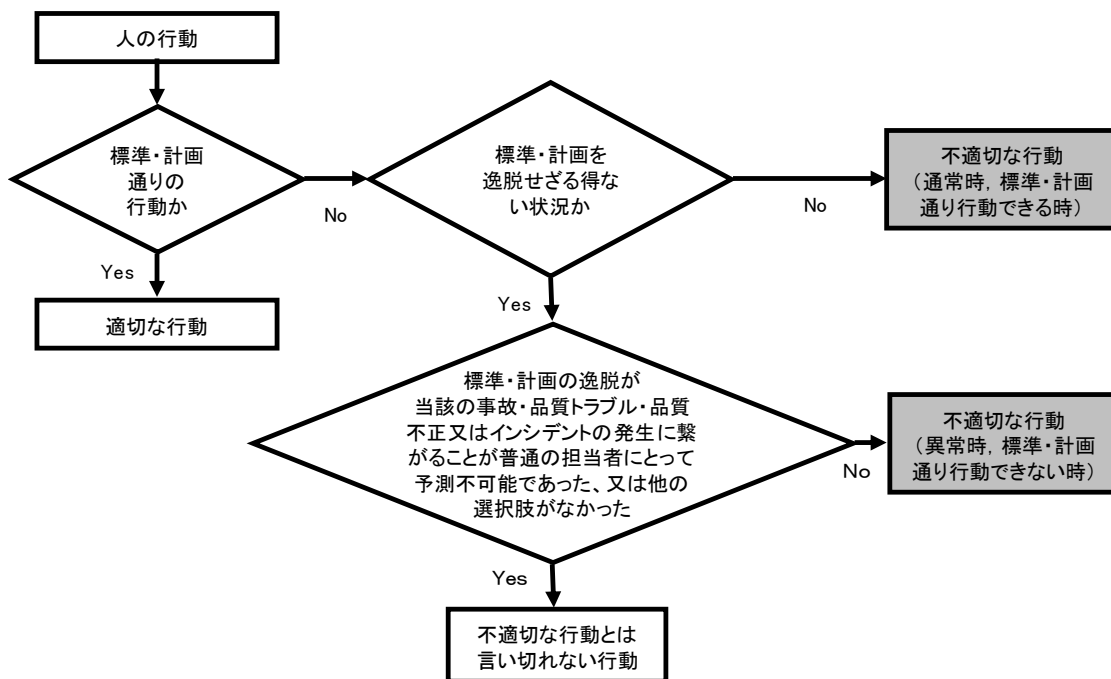 人の行動
標準・計画
通りの
行動か
No
Yes
適切な行動
標準・計画を
逸脱せざる得な
い状況か
No
不適切な行動
（通常時，標準・計画
通り行動できる時）
Yes
標準・計画の逸脱が
当該の事故・品質トラブル・品質
不正又はインシデントの発生に繋
がることが普通の担当者にとって
予測不可能であった、又は他の
選択肢がなかった
No
不適切な行動
（異常時，標準・計画
通り行動できない時）
Yes
不適切な行動とは
言い切れない行動